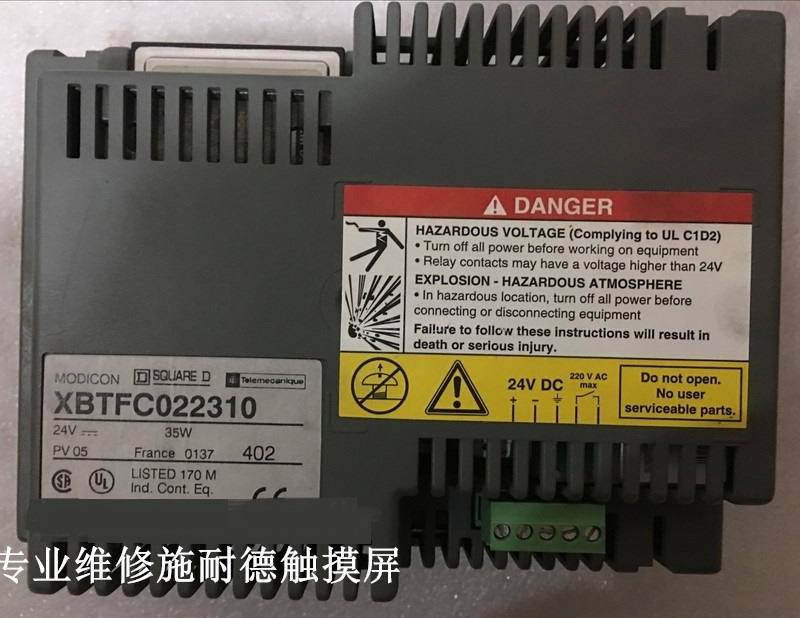 DANGER
HAZARDOUS VOLTAGE (Complying to UL C1D2)
• Turn off all power before working on equipment
• Relay contacts may have a voltage higher than 24V
EXPLOSION - HAZARDOUS ATMOSPHERE
• In hazardous location, turn off all power before
connecting or disconnecting equipment
Failure to follow these instructions will result in
death or serious injury.
24V DC
+ -
220 V AC
max
Do not open.
No user
serviceable parts.
MODICON SQUARE D Telemecanique
XBTFC022310
24V 35W
PV 05 France 0137 402
LISTED 170 M
Ind. Cont. Eq.
SA UL CE
专业维修施耐德触摸屏